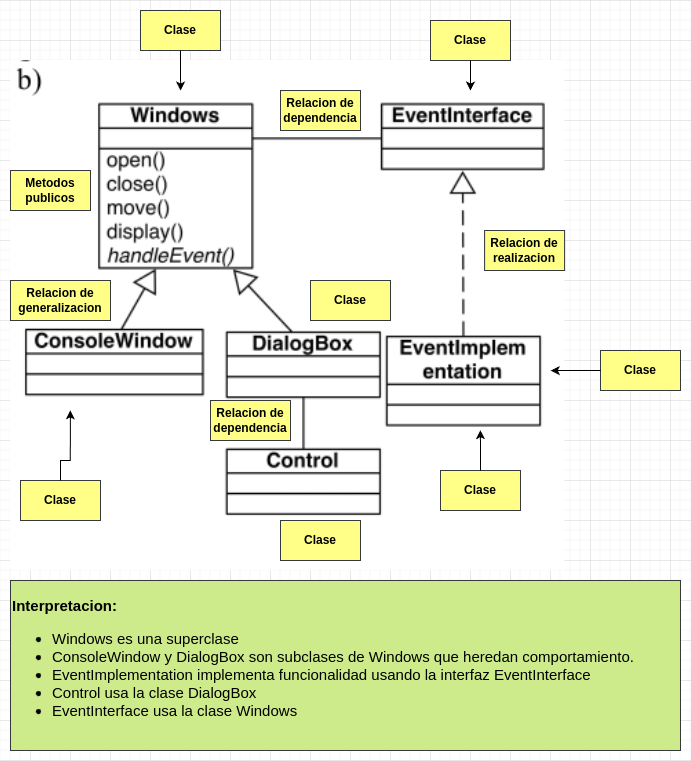 Clase
Clase
b)
Windows
Relacion de
dependencia
EventInterface
open()
close()
move()
display()
handleEvent()
Metodos
publicos
Relacion de
realizacion
Relacion de
generalizacion
Clase
ConsoleWindow
DialogBox
EventImplem
entation
Clase
Relacion de
dependencia
Control
Clase
Clase
Clase
Interpretacion:
• Windows es una superclase
• ConsoleWindow y DialogBox son subclases de Windows que heredan comportamiento.
• EventImplementation implementa funcionalidad usando la interfaz EventInterface
• Control usa la clase DialogBox
• EventInterface usa la clase Windows